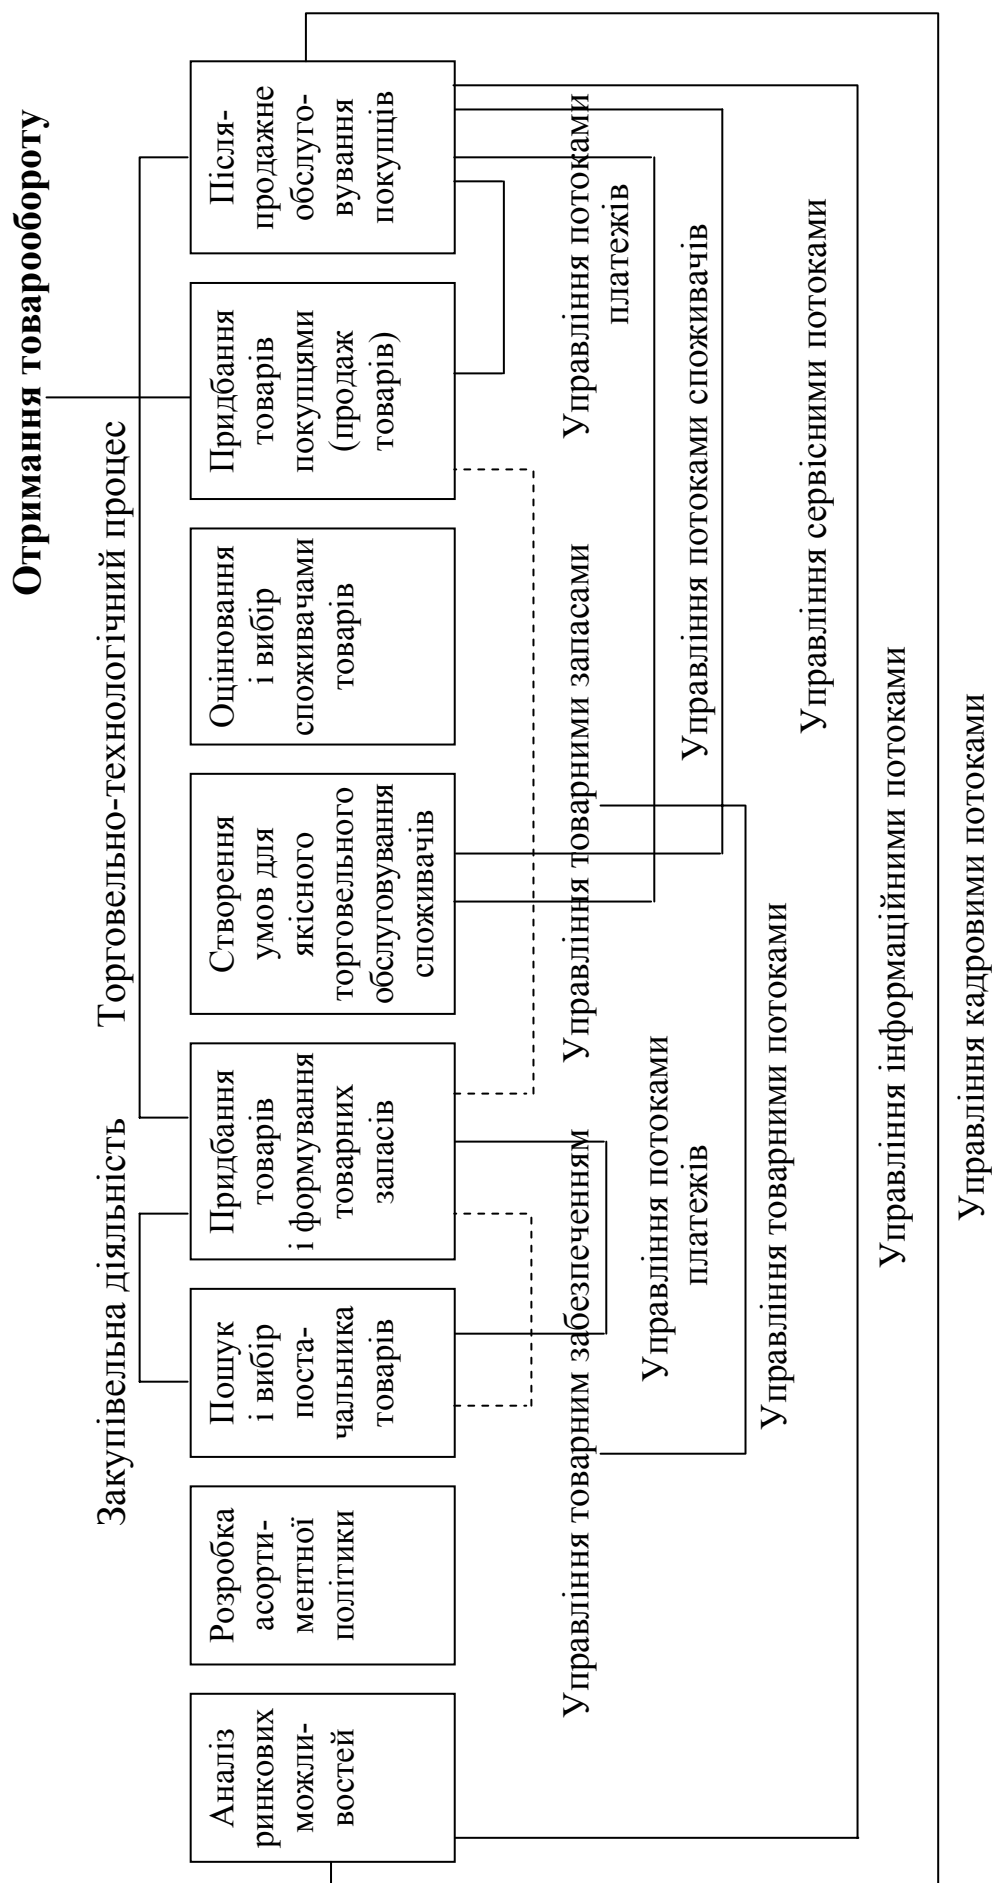 Отримання товарообороту
Закупівельна діяльність
Торговельно-технологічний процес
Аналіз
ринкових
можли-
востей
Розробка
асорти-
ментної
політики
Пошук
і вибір
поста-
чальника
товарів
Придбання
товарів
і формування
товарних
запасів
Створення
умов для
якісного
торговельного
обслуговування
споживачів
Оцінювання
і вибір
споживачами
товарів
Придбання
товарів
покупцями
(продаж
товарів)
Після-
продажне
обслуго-
вування
покупців
Управління товарним забезпеченням
Управління товарними запасами
Управління потоками
платежів
Управління потоками
платежів
Управління потоками споживачів
Управління товарними потоками
Управління сервісними потоками
Управління інформаційними потоками
Управління кадровими потоками